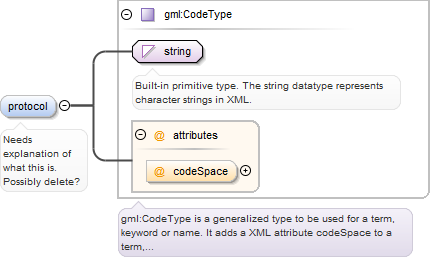 gml:CodeType
string
Built-in primitive type. The string datatype represents
character strings in XML.
protocol
Needs
explanation of
what this is.
Possibly delete?
@ attributes
@ codeSpace
gml:CodeType is a generalized type to be used for a term,
keyword or name. It adds a XML attribute codeSpace to a
term,...